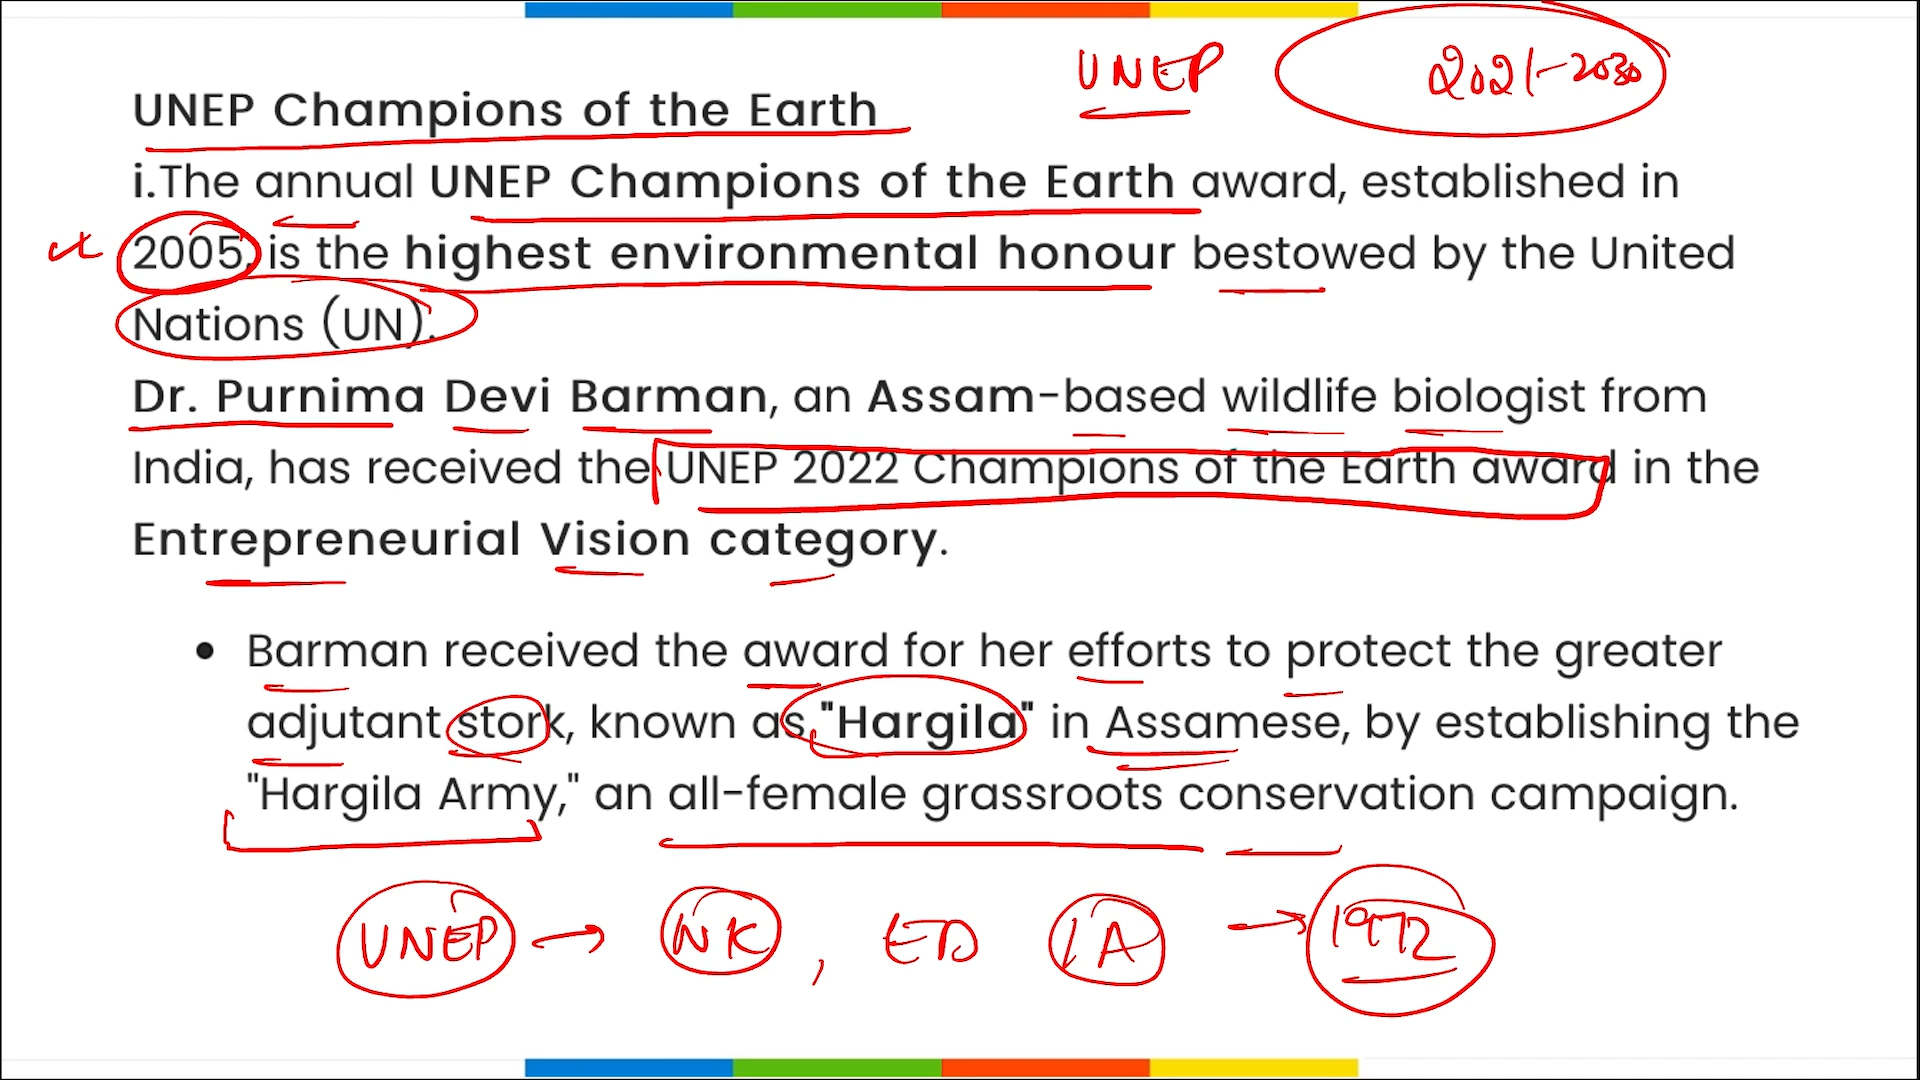 UNEP 2021-2030
UNEP Champions of the Earth
i.The annual UNEP Champions of the Earth award, established in
2005, is the highest environmental honour bestowed by the United
Nations (UN).
Dr. Purnima Devi Barman, an Assam-based wildlife biologist from
India, has received the UNEP 2022 Champions of the Earth award in the
Entrepreneurial Vision category.
• Barman received the award for her efforts to protect the greater
adjutant stork, known as "Hargila" in Assamese, by establishing the
"Hargila Army," an all-female grassroots conservation campaign.
UNEP → NK, ED IA → 1972